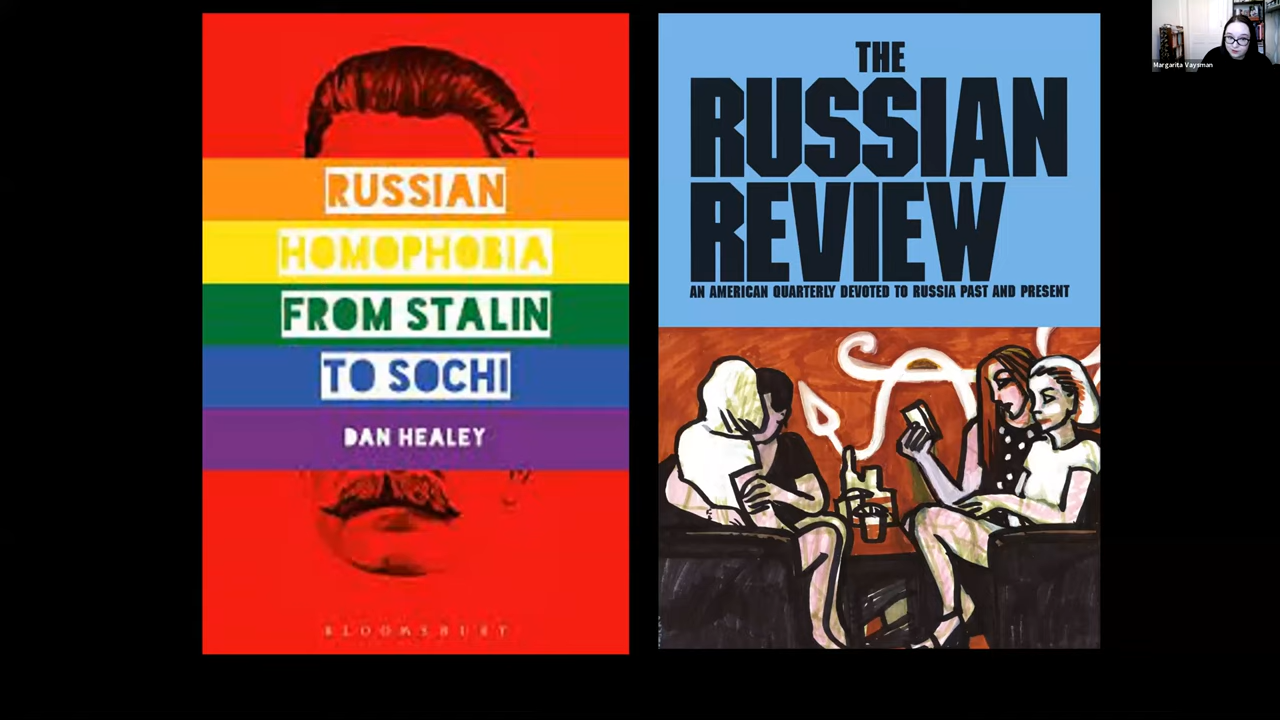 RUSSIAN
HOMOPHOBIA
FROM STALIN
TO SOCHI
DAN HEALEY
BLOOMSBURY
THE
RUSSIAN
REVIEW
AN AMERICAN QUARTERLY DEVOTED TO RUSSIA PAST AND PRESENT
Margarita Vaysman